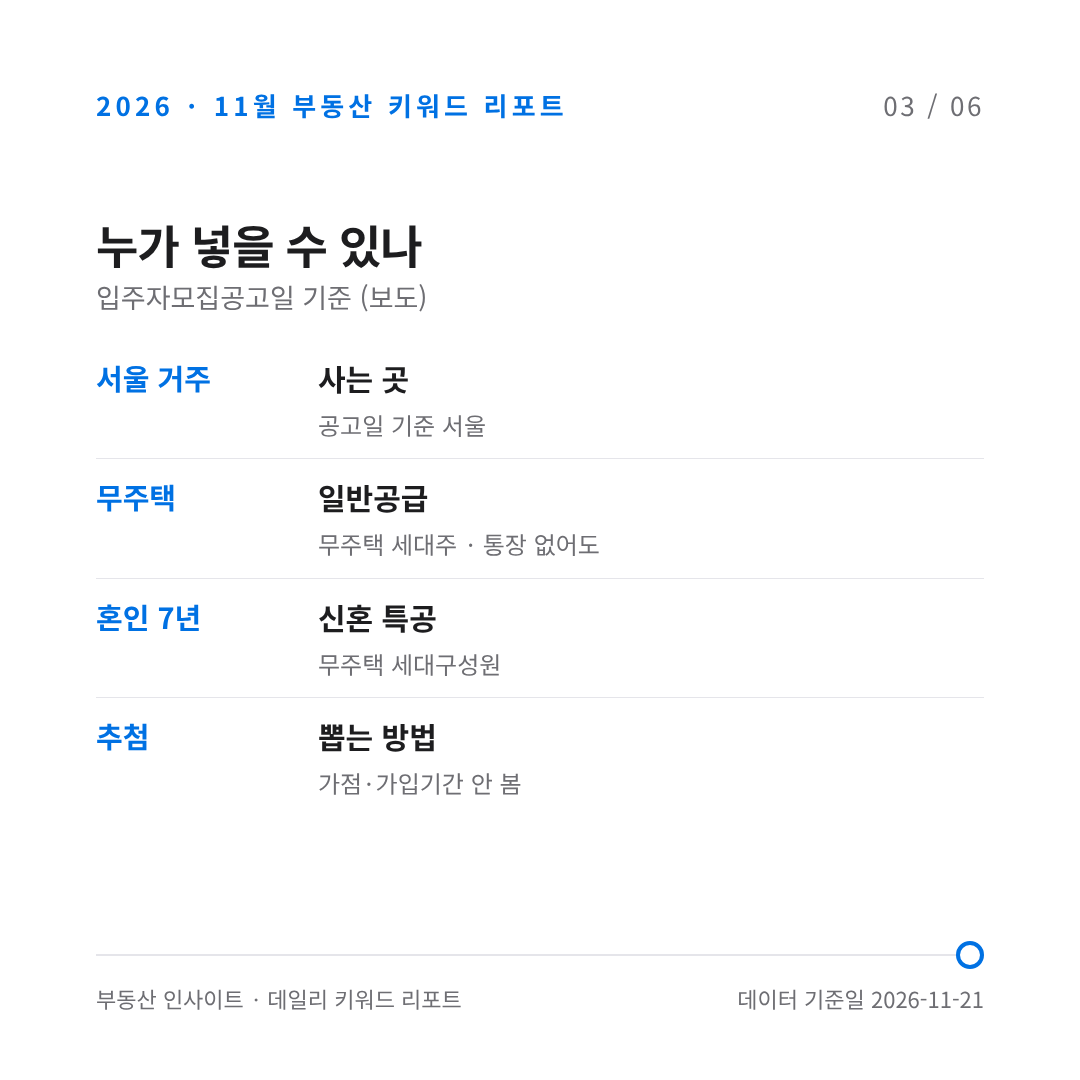 2026 · 11월 부동산 키워드 리포트
03 / 06
누가 넣을 수 있나
입주자모집공고일 기준 (보도)
서울 거주
사는 곳
공고일 기준 서울
무주택
일반공급
무주택 세대주 · 통장 없어도
혼인 7년
신혼 특공
무주택 세대구성원
추첨
뽑는 방법
가점·가입기간 안 봄
부동산 인사이트 · 데일리 키워드 리포트
데이터 기준일 2026-11-21